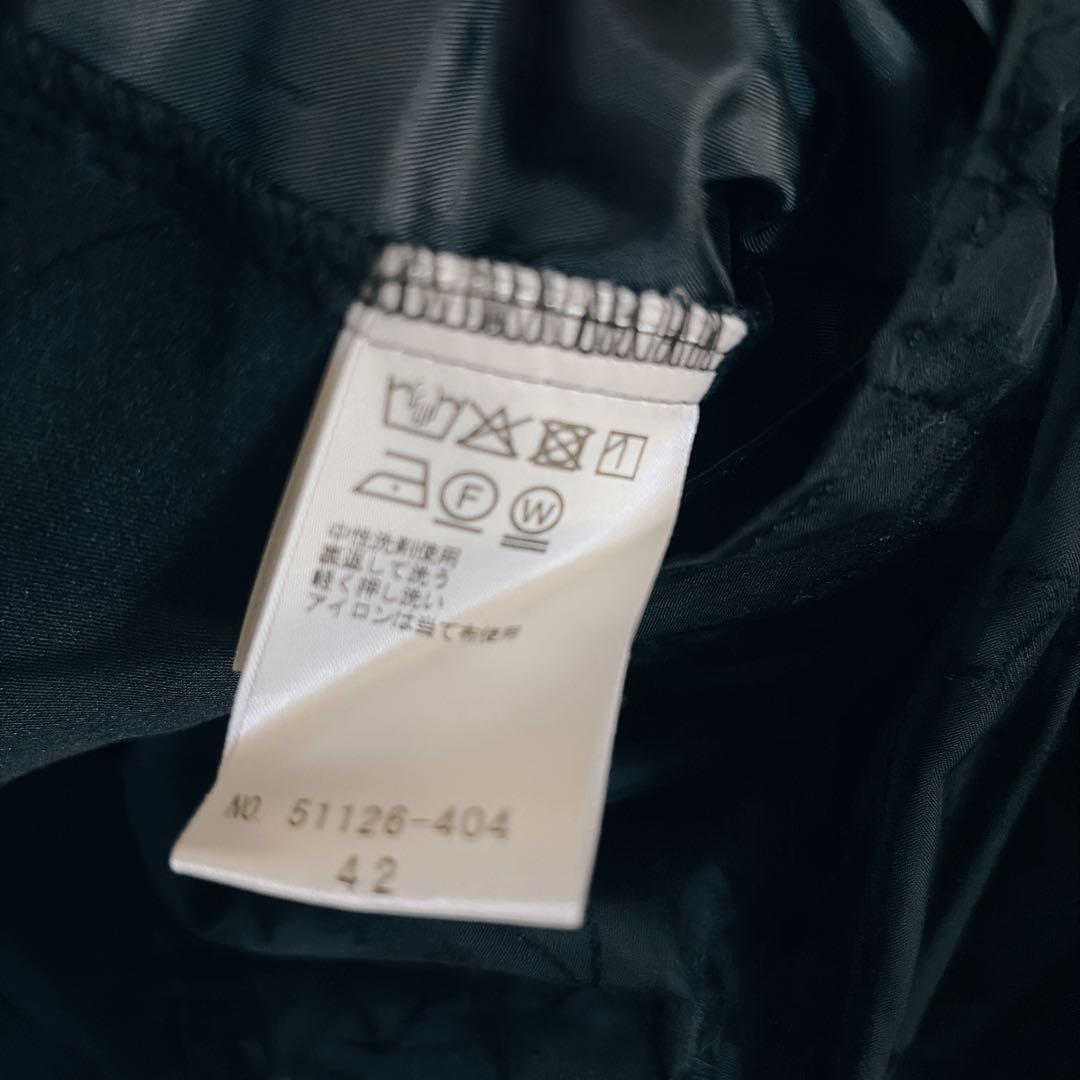 F W
中性洗剤使用
裏返して洗う
軽く押し洗い
アイロンは当て布使用
NO. 51126-404
42